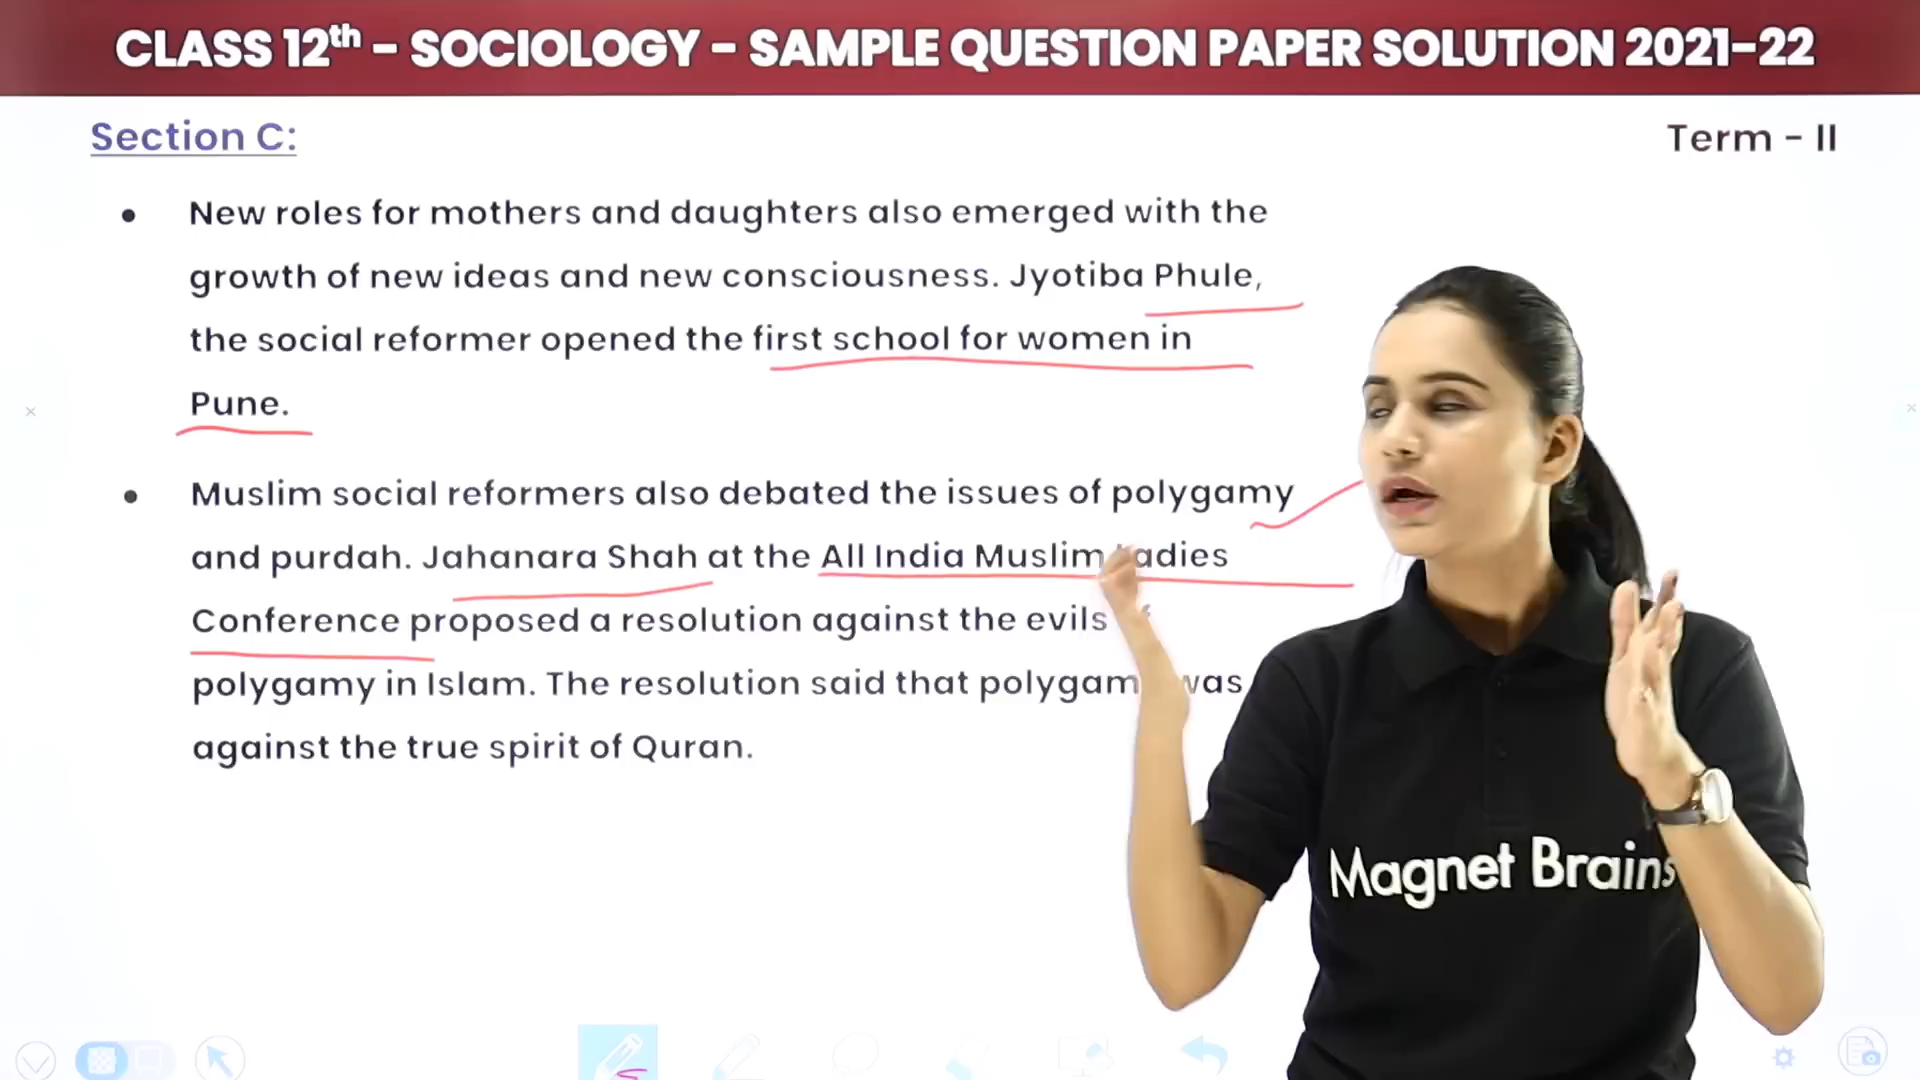 CLASS 12th – SOCIOLOGY – SAMPLE QUESTION PAPER SOLUTION 2021-22
Section C:
Term - II
• New roles for mothers and daughters also emerged with the
growth of new ideas and new consciousness. Jyotiba Phule,
the social reformer opened the first school for women in
Pune.
• Muslim social reformers also debated the issues of polygamy
and purdah. Jahanara Shah at the All India Muslim Ladies
Conference proposed a resolution against the evils
polygamy in Islam. The resolution said that polygamy was
against the true spirit of Quran.
Magnet Brains